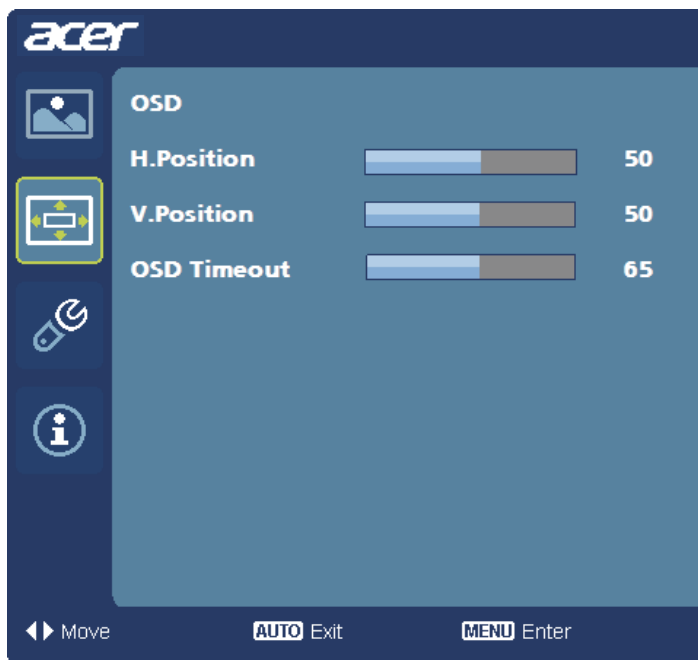 acer
OSD
H.Position 50
V.Position 50
OSD Timeout 65
Move AUTO Exit MENU Enter